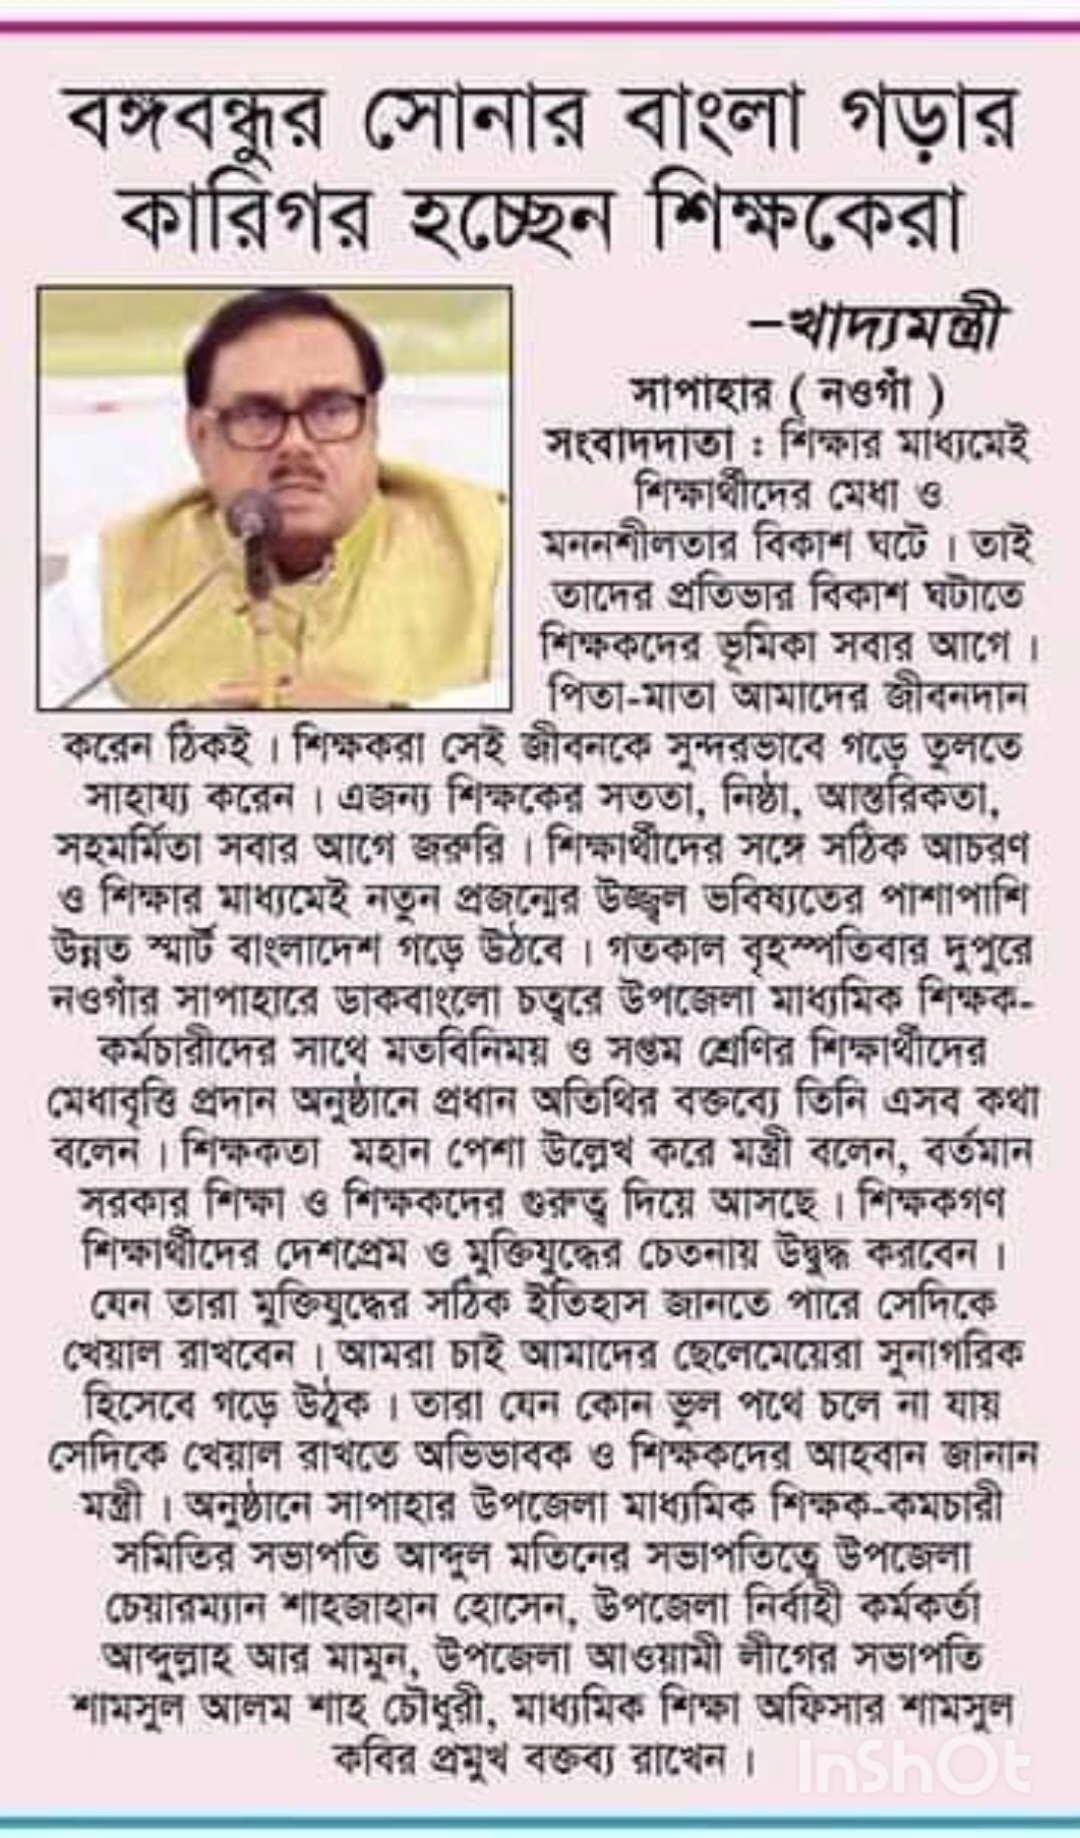 বঙ্গবন্ধুর সোনার বাংলা গড়ার
কারিগর হচ্ছেন শিক্ষকেরা
–খাদ্যমন্ত্রী
সাপাহার ( নওগাঁ )
সংবাদদাতা : শিক্ষার মাধ্যমেই
শিক্ষার্থীদের মেধা ও
মননশীলতার বিকাশ ঘটে । তাই
তাদের প্রতিভার বিকাশ ঘটাতে
শিক্ষকদের ভূমিকা সবার আগে ।
পিতা-মাতা আমাদের জীবনদান
করেন ঠিকই । শিক্ষকরা সেই জীবনকে সুন্দরভাবে গড়ে তুলতে
সাহায্য করেন । এজন্য শিক্ষকের সততা, নিষ্ঠা, আন্তরিকতা,
সহমর্মিতা সবার আগে জরুরি । শিক্ষার্থীদের সঙ্গে সঠিক আচরণ
ও শিক্ষার মাধ্যমেই নতুন প্রজন্মের উজ্জ্বল ভবিষ্যতের পাশাপাশি
উন্নত স্মার্ট বাংলাদেশ গড়ে উঠবে । গতকাল বৃহস্পতিবার দুপুরে
নওগাঁর সাপাহারে ডাকবাংলো চত্বরে উপজেলা মাধ্যমিক শিক্ষক-
কর্মচারীদের সাথে মতবিনিময় ও সপ্তম শ্রেণির শিক্ষার্থীদের
মেধাবৃত্তি প্রদান অনুষ্ঠানে প্রধান অতিথির বক্তব্যে তিনি এসব কথা
বলেন । শিক্ষকতা মহান পেশা উল্লেখ করে মন্ত্রী বলেন, বর্তমান
সরকার শিক্ষা ও শিক্ষকদের গুরুত্ব দিয়ে আসছে । শিক্ষকগণ
শিক্ষার্থীদের দেশপ্রেম ও মুক্তিযুদ্ধের চেতনায় উদ্বুদ্ধ করবেন ।
যেন তারা মুক্তিযুদ্ধের সঠিক ইতিহাস জানতে পারে সেদিকে
খেয়াল রাখবেন । আমরা চাই আমাদের ছেলেমেয়েরা সুনাগরিক
হিসেবে গড়ে উঠুক । তারা যেন কোন ভুল পথে চলে না যায়
সেদিকে খেয়াল রাখতে অভিভাবক ও শিক্ষকদের আহবান জানান
মন্ত্রী । অনুষ্ঠানে সাপাহার উপজেলা মাধ্যমিক শিক্ষক-কমচারী
সমিতির সভাপতি আব্দুল মতিনের সভাপতিত্বে উপজেলা
চেয়ারম্যান শাহজাহান হোসেন, উপজেলা নির্বাহী কর্মকর্তা
আব্দুল্লাহ আর মামুন, উপজেলা আওয়ামী লীগের সভাপতি
শামসুল আলম শাহ চৌধুরী, মাধ্যমিক শিক্ষা অফিসার শামসুল
কবির প্রমুখ বক্তব্য রাখেন ।
InShOt